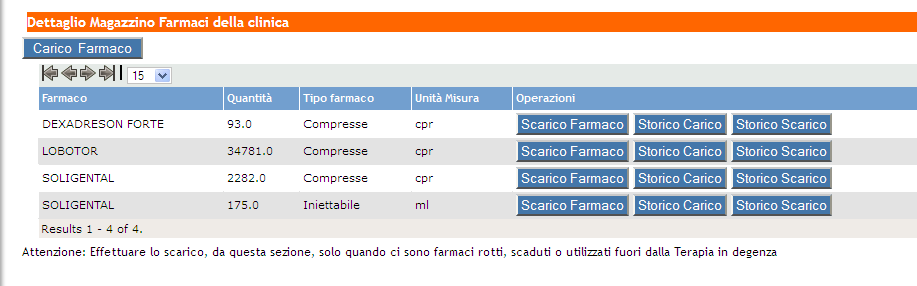 Dettaglio Magazzino Farmaci della clinica
Carico Farmaco
15
Farmaco Quantità Tipo farmaco Unità Misura Operazioni
DEXADRESON FORTE 93.0 Compresse cpr Scarico Farmaco Storico Carico Storico Scarico
LOBOTOR 34781.0 Compresse cpr Scarico Farmaco Storico Carico Storico Scarico
SOLIGENTAL 2282.0 Compresse cpr Scarico Farmaco Storico Carico Storico Scarico
SOLIGENTAL 175.0 Iniettabile ml Scarico Farmaco Storico Carico Storico Scarico
Results 1 - 4 of 4.
Attenzione: Effettuare lo scarico, da questa sezione, solo quando ci sono farmaci rotti, scaduti o utilizzati fuori dalla Terapia in degenza